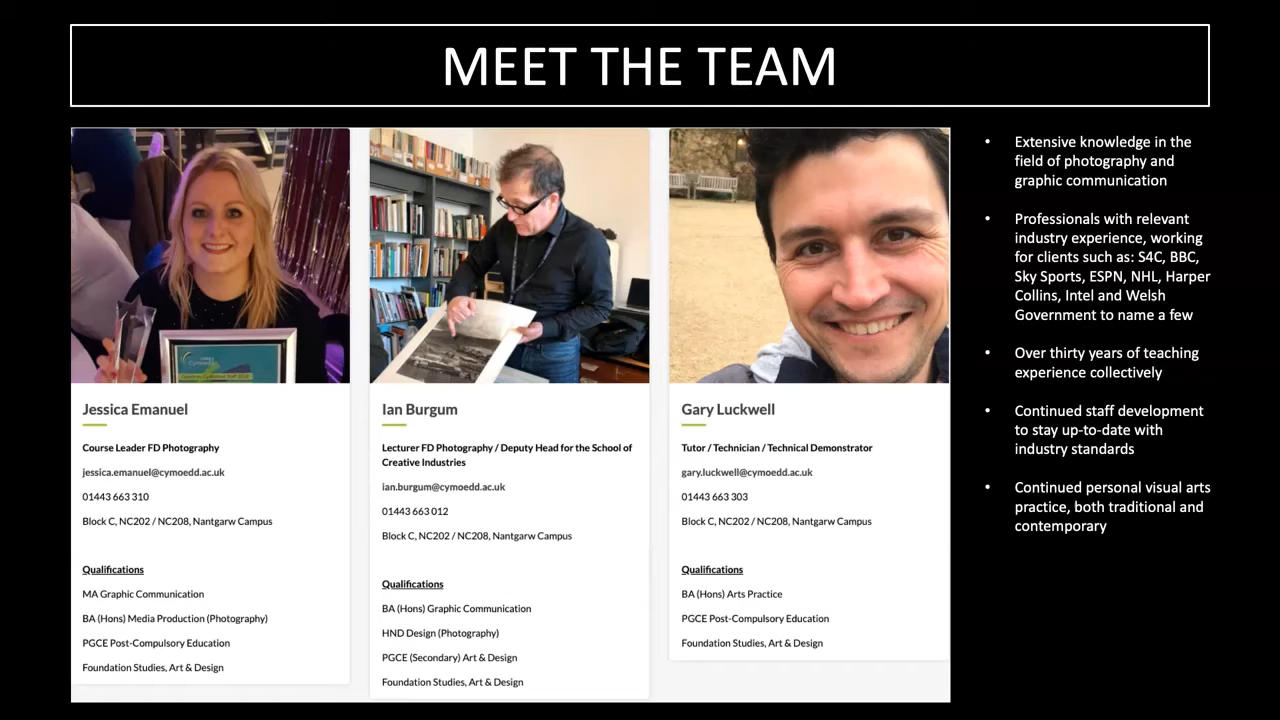 MEET THE TEAM
Jessica Emanuel
Course Leader FD Photography
jessica.emanuel@cymoedd.ac.uk
01443 663 310
Block C, NC202 / NC208, Nantgarw Campus
Qualifications
MA Graphic Communication
BA (Hons) Media Production (Photography)
PGCE Post-Compulsory Education
Foundation Studies, Art & Design
Ian Burgum
Lecturer FD Photography / Deputy Head for the School of
Creative Industries
ian.burgum@cymoedd.ac.uk
01443 663 012
Block C, NC202 / NC208, Nantgarw Campus
Qualifications
BA (Hons) Graphic Communication
HND Design (Photography)
PGCE (Secondary) Art & Design
Foundation Studies, Art & Design
Gary Luckwell
Tutor / Technician / Technical Demonstrator
gary.luckwell@cymoedd.ac.uk
01443 663 303
Block C, NC202 / NC208, Nantgarw Campus
Qualifications
BA (Hons) Arts Practice
PGCE Post-Compulsory Education
Foundation Studies, Art & Design
• Extensive knowledge in the
field of photography and
graphic communication
• Professionals with relevant
industry experience, working
for clients such as: S4C, BBC,
Sky Sports, ESPN, NHL, Harper
Collins, Intel and Welsh
Government to name a few
• Over thirty years of teaching
experience collectively
• Continued staff development
to stay up-to-date with
industry standards
• Continued personal visual arts
practice, both traditional and
contemporary